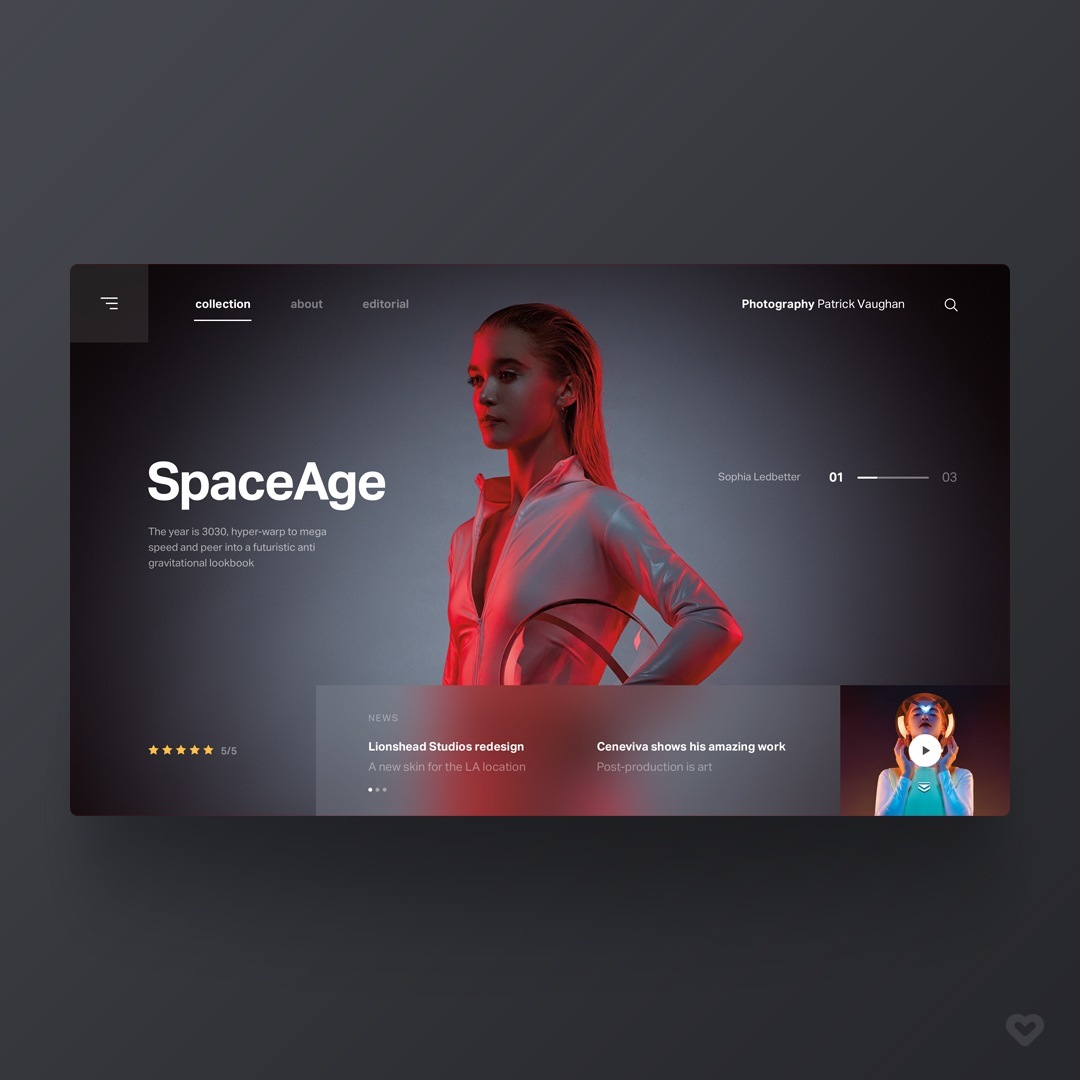 collection
about
editorial
Photography Patrick Vaughan
SpaceAge
The year is 3030, hyper-warp to mega
speed and peer into a futuristic anti
gravitational lookbook
Sophia Ledbetter
01
03
5/5
NEWS
Lionshead Studios redesign
A new skin for the LA location
Ceneviva shows his amazing work
Post-production is art